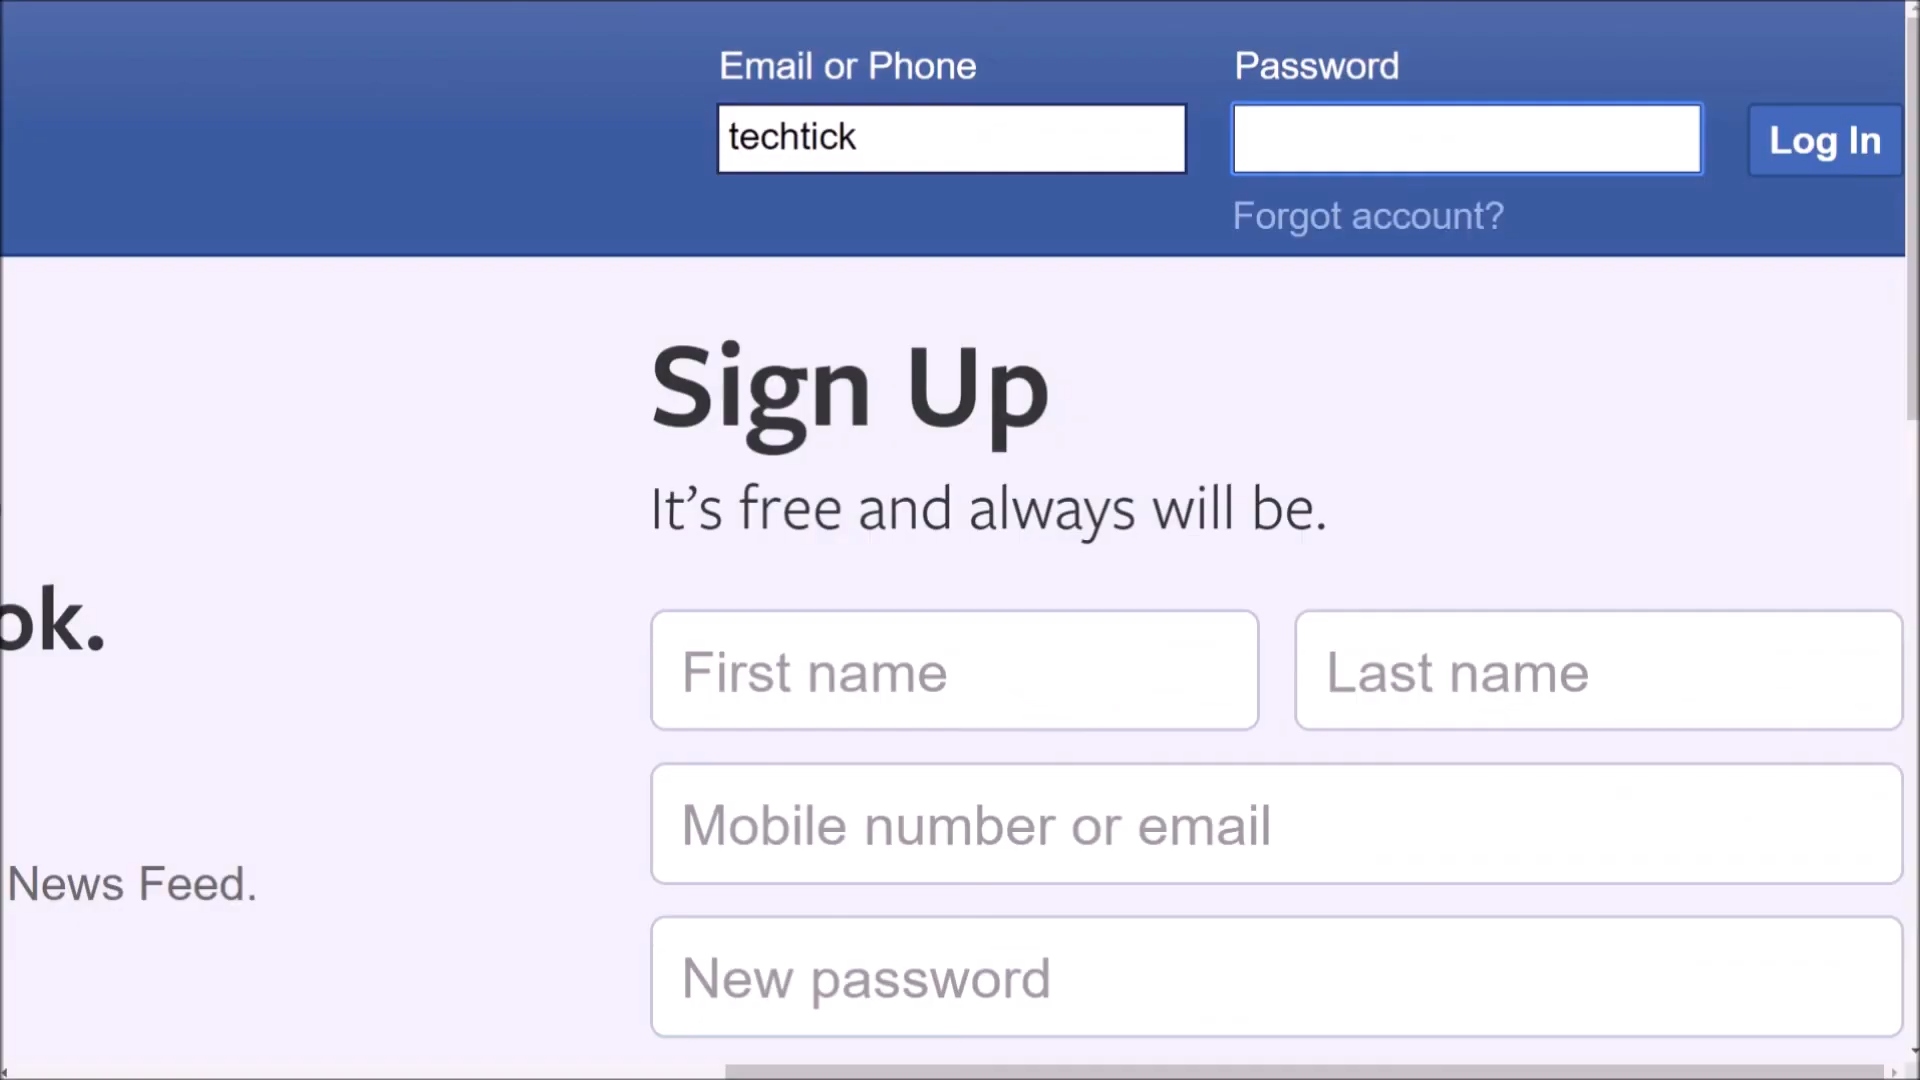 Email or Phone
Password
techtick
Log In
Forgot account?
Sign Up
It's free and always will be.
ok.
First name
Last name
Mobile number or email
News Feed.
New password